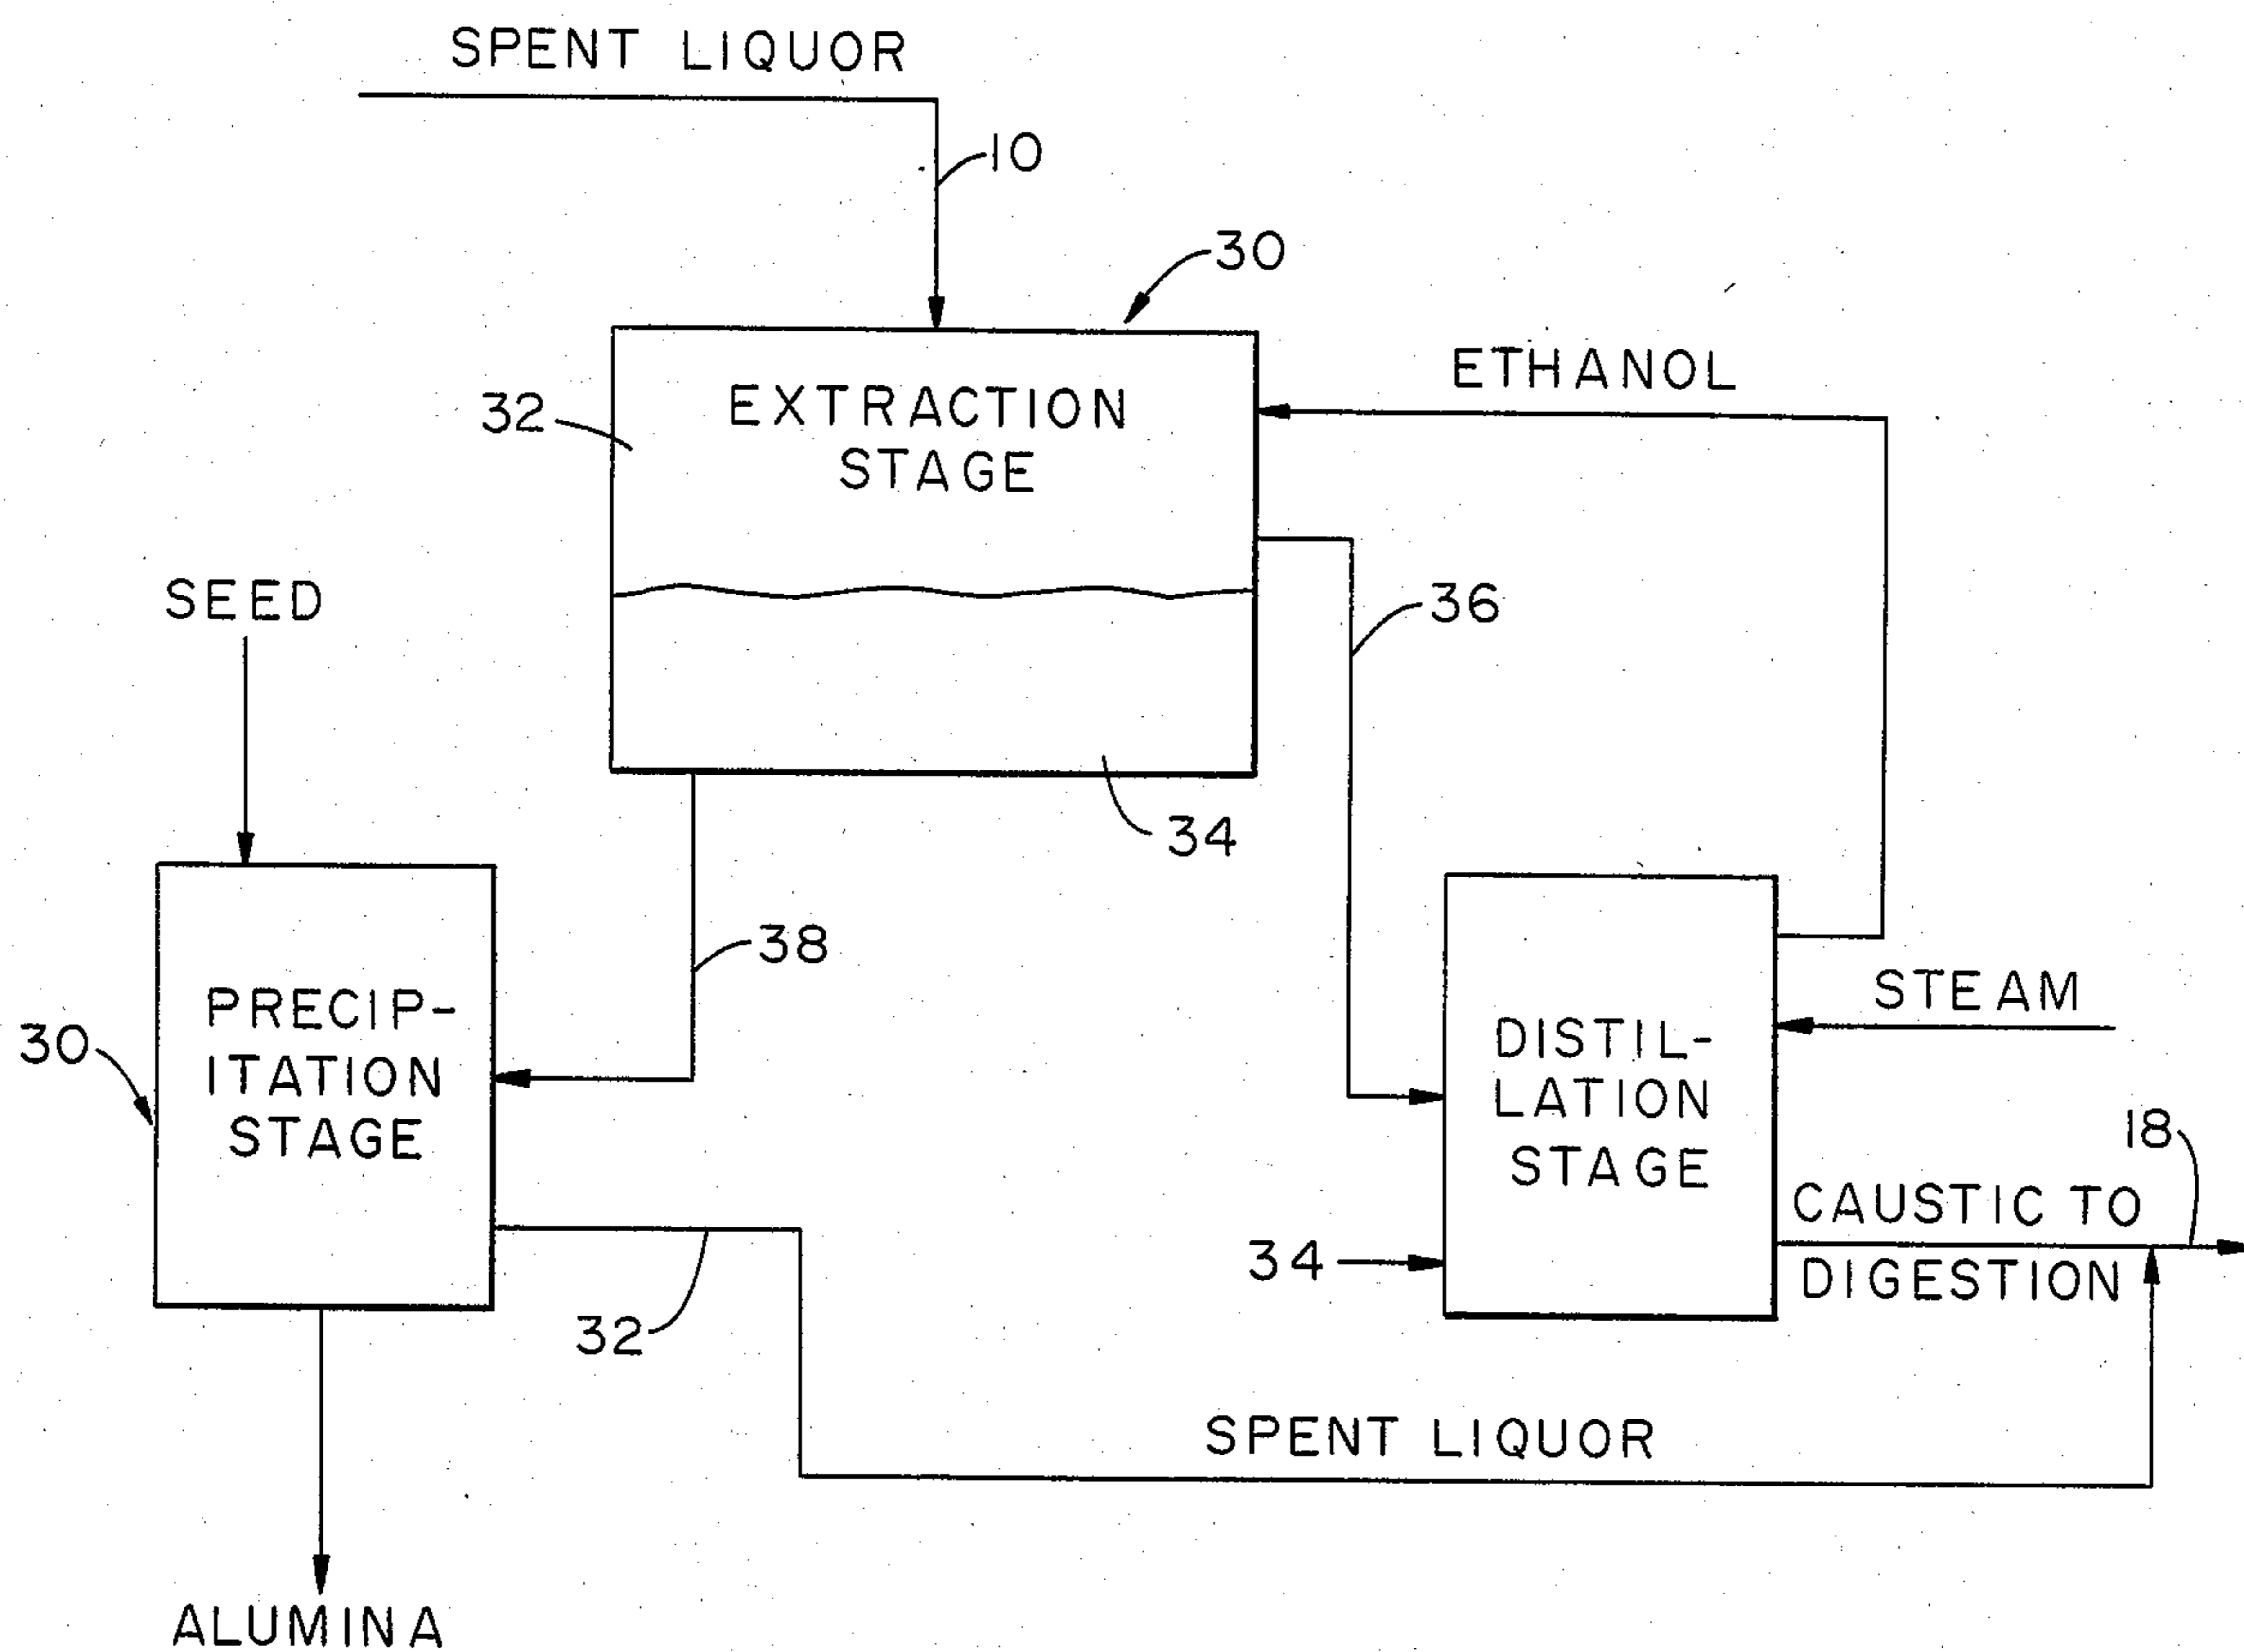 SPENT LIQUOR
10
30
ETHANOL
32
EXTRACTION
STAGE
SEED
36
34
38
STEAM
PRECIP-
ITATION
STAGE
30
DISTIL-
LATION
STAGE
18
CAUSTIC TO
DIGESTION
34
32
SPENT LIQUOR
ALUMINA